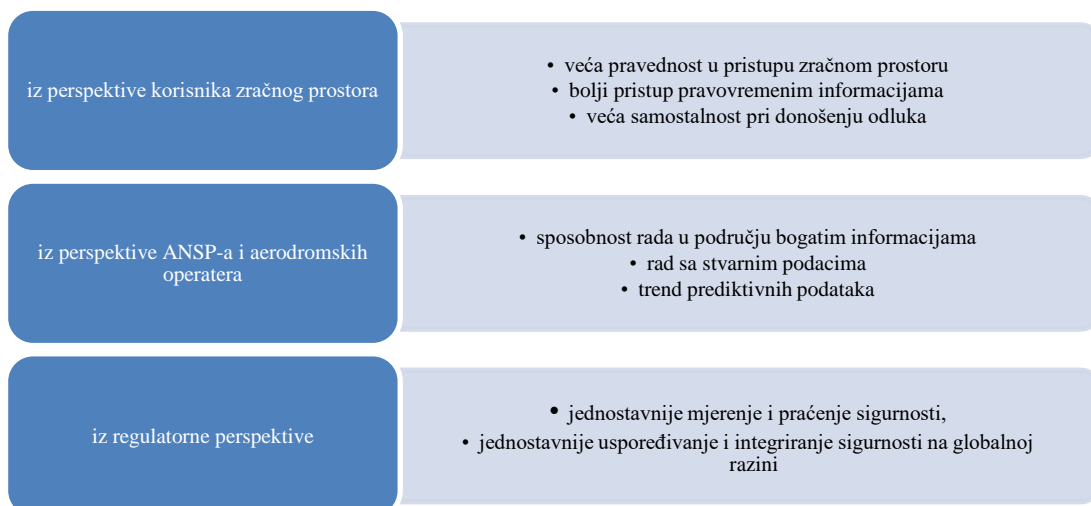 iz perspektive korisnika zračnog prostora
• veća pravednost u pristupu zračnom prostoru
• bolji pristup pravovremenim informacijama
• veća samostalnost pri donošenju odluka
iz perspektive ANSP-a i aerodromskih
operatera
• sposobnost rada u području bogatim informacijama
• rad sa stvarnim podacima
• trend prediktivnih podataka
iz regulatorne perspektive
• jednostavnije mjerenje i praćenje sigurnosti,
• jednostavnije uspoređivanje i integriranje sigurnosti na globalnoj
razini